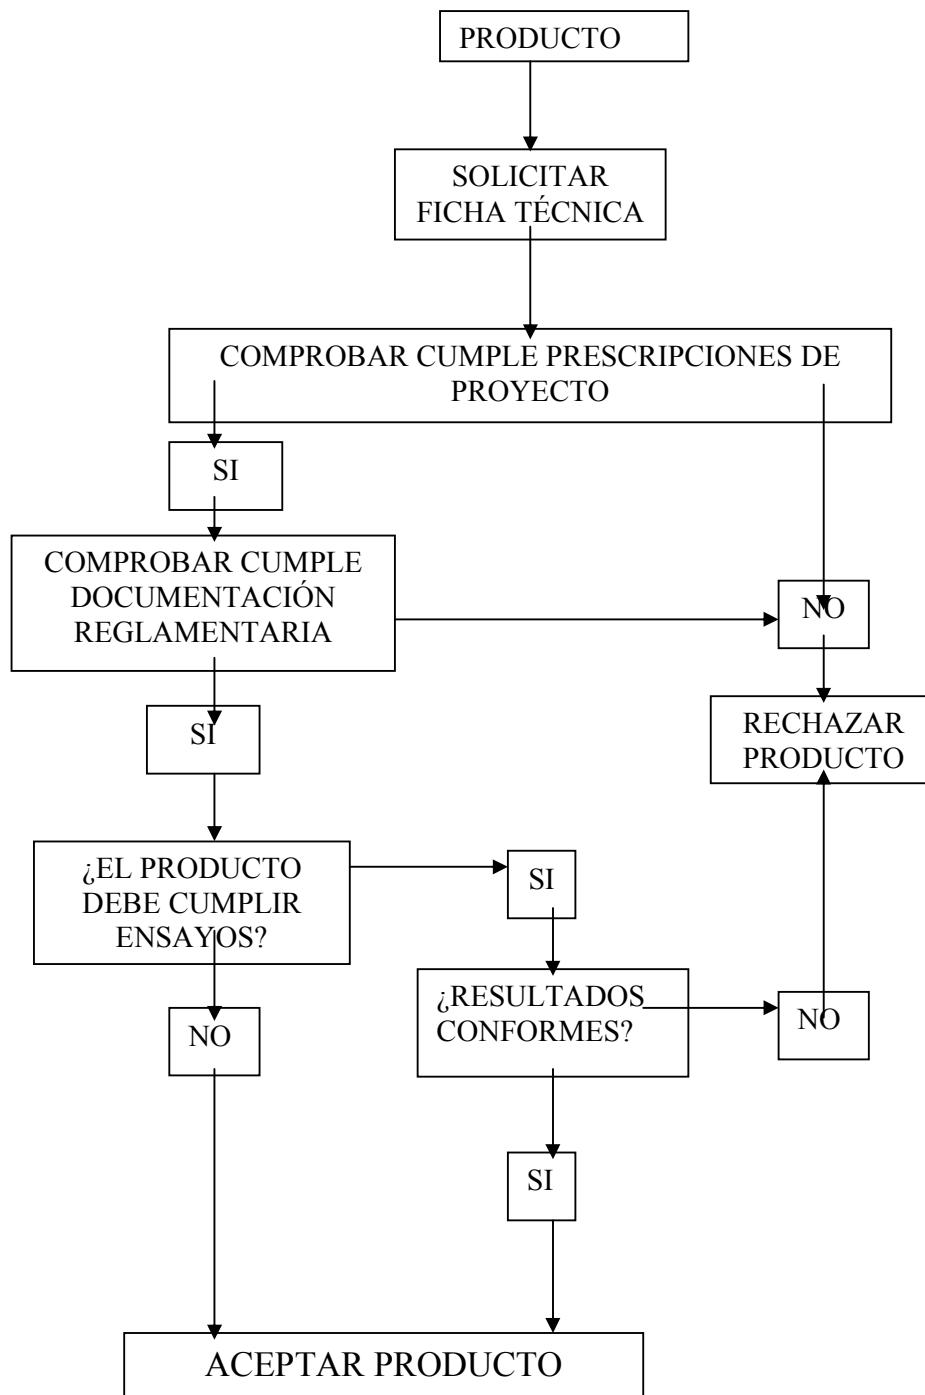 PRODUCTO
SOLICITAR
FICHA TÉCNICA
COMPROBAR CUMPLE PRESCRIPCIONES DE
PROYECTO
SI
COMPROBAR CUMPLE
DOCUMENTACIÓN
REGLAMENTARIA
NO
SI
RECHAZAR
PRODUCTO
¿EL PRODUCTO
DEBE CUMPLIR
ENSAYOS?
SI
¿RESULTADOS
CONFORMES?
NO
NO
SI
ACEPTAR PRODUCTO